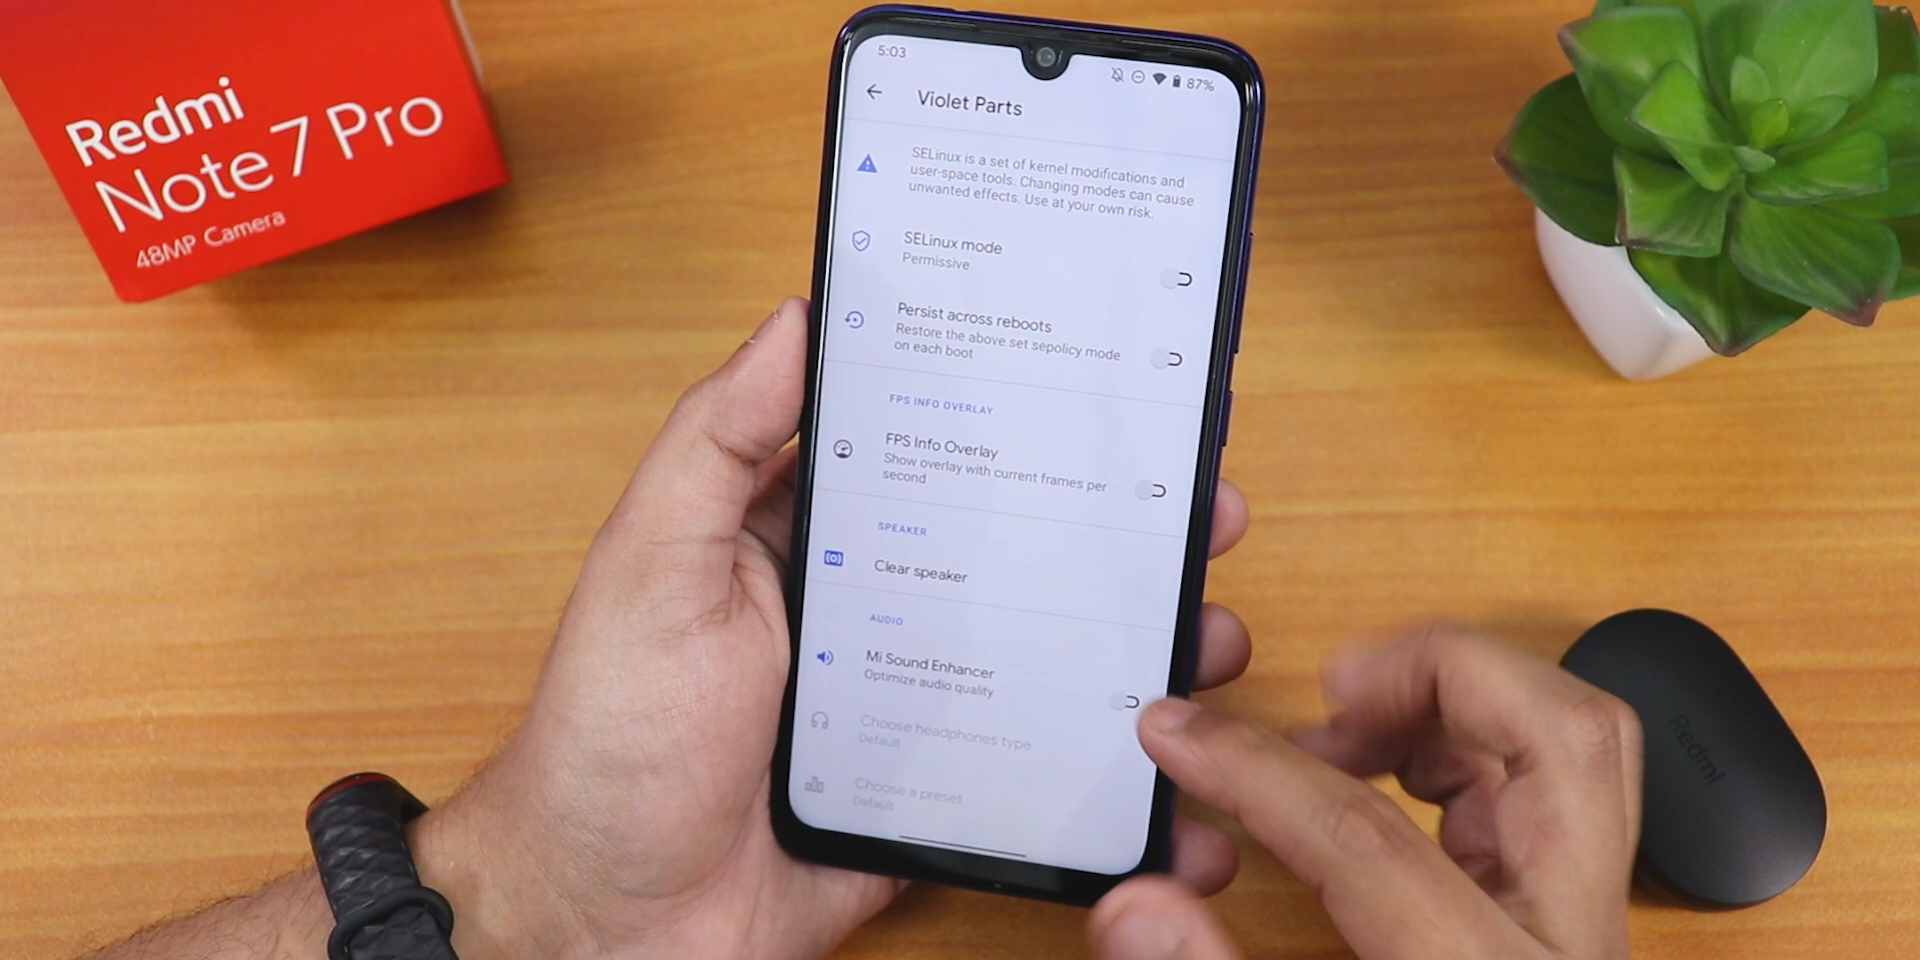 Redmi
Note 7 Pro
48MP Camera
5:03
87%
Violet Parts
SELinux is a set of kernel modifications and
user-space tools. Changing modes can cause
unwanted effects. Use at your own risk.
SELinux mode
Permissive
Persist across reboots
Restore the above set sepolicy mode
on each boot
FPS INFO OVERLAY
FPS Info Overlay
Show overlay with current frames per
second
SPEAKER
Clear speaker
AUDIO
Mi Sound Enhancer
Optimize audio quality
Choose headphones type
Default
Choose a preset
Default
Redmi